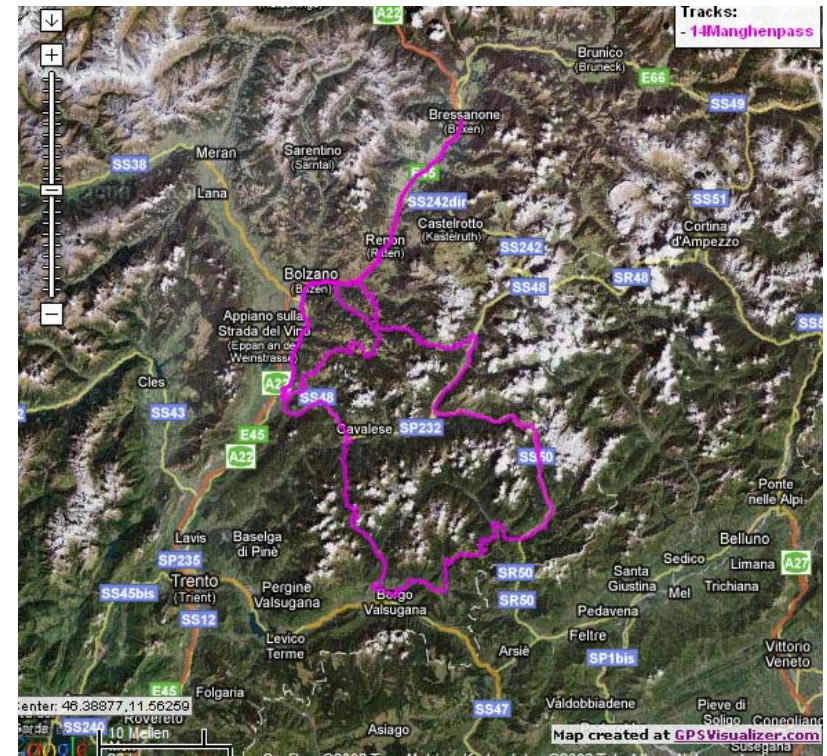 Tracks:
- 14Manghenpass
A22
Brunico
(Bruneck)
E66
SS49
Bressanone
(Brixen)
SS38
Meran
Sarentino
(Sarntal)
E45
Lana
SS242dir
SS51
Castelrotto
(Kastelruth)
Cortina
d'Ampezzo
Renon
(Ritten)
SS242
Bolzano
(Bozen)
SS48
SR48
Appiano sulla
Strada del Vino
(Eppan an der
Weinstrasse)
Cles
A22
SS48
SS43
Cavalese
SP232
E45
A22
SS50
Ponte
nelle Alpi
Lavis
Baselga
di Pinè
Belluno
SP235
Sedico
Limana
A27
Trento
(Trient)
Pergine
Valsugana
SR50
Santa
Giustina
Mel
Trichiana
SS45bis
Borgo
Valsugana
SR50
SS12
Pedavena
Levico
Terme
Arsiè
Feltre
SP1bis
Vittorio
Veneto
E45
Folgaria
Center: 46.38877,11.56259
SS47
Valdobbiadene
Pieve di
Soligo
Conegliano
SS240
Rovereto
10 Meilen
Asiago
Map created at GPSVisualizer.com
Google
Susegana